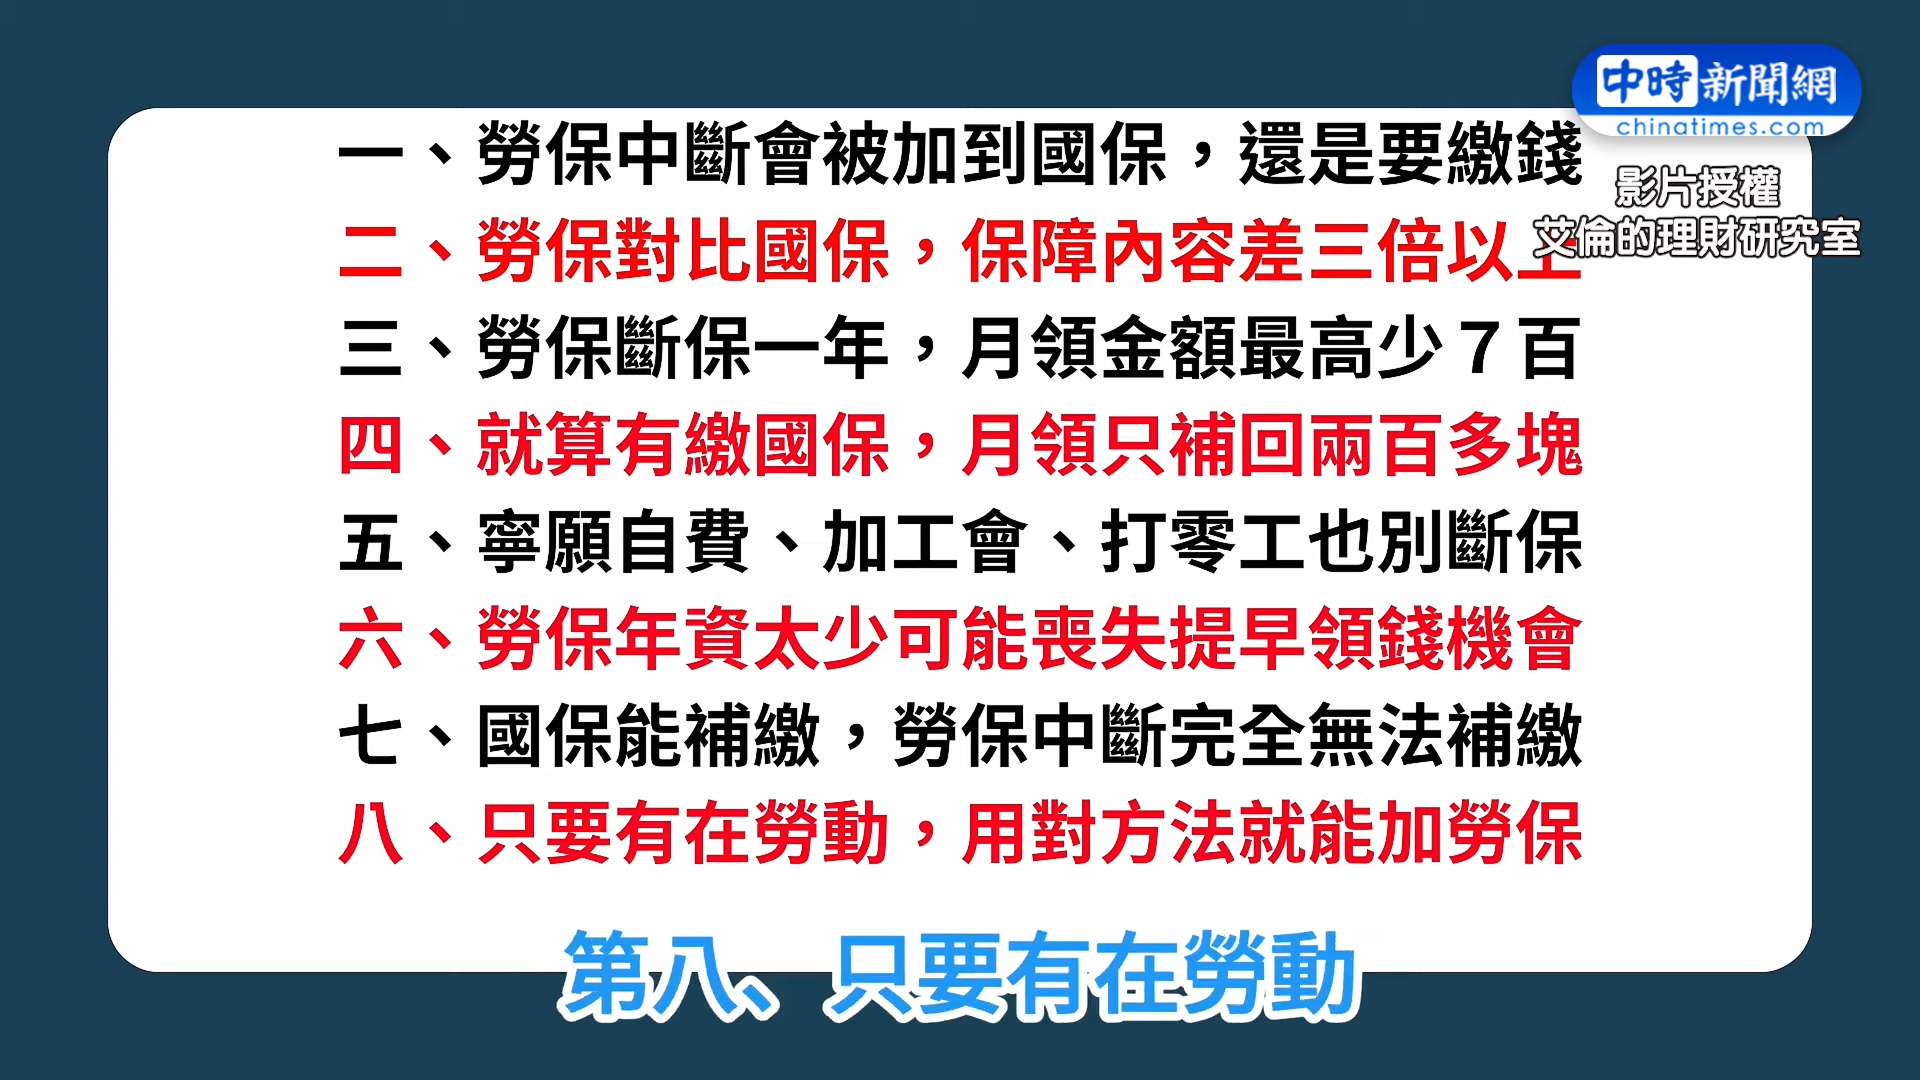 中時新聞網
chinatimes.com
影片授權
艾倫的理財研究室
一、勞保中斷會被加到國保，還是要繳錢
二、勞保對比國保，保障內容差三倍以上
三、勞保斷保一年，月領金額最高少７百
四、就算有繳國保，月領只補回兩百多塊
五、寧願自費、加工會、打零工也別斷保
六、勞保年資太少可能喪失提早領錢機會
七、國保能補繳，勞保中斷完全無法補繳
八、只要有在勞動，用對方法就能加勞保
第八、只要有在勞動